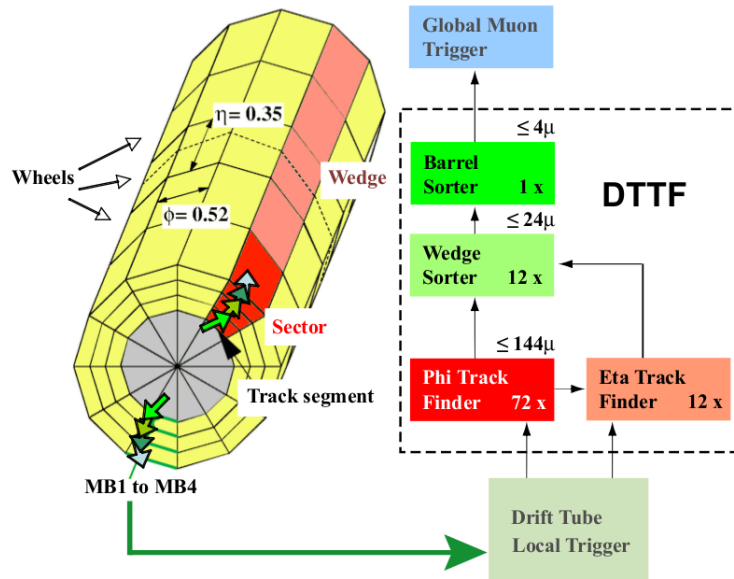 Global Muon
Trigger
≤ 4μ
Barrel
Sorter 1 x
DTTF
≤ 24μ
Wedge
Sorter 12 x
≤ 144μ
Phi Track
Finder 72 x
Eta Track
Finder 12 x
Drift Tube
Local Trigger
η= 0.35
Wheels
Wedge
ϕ= 0.52
Sector
Track segment
MB1 to MB4